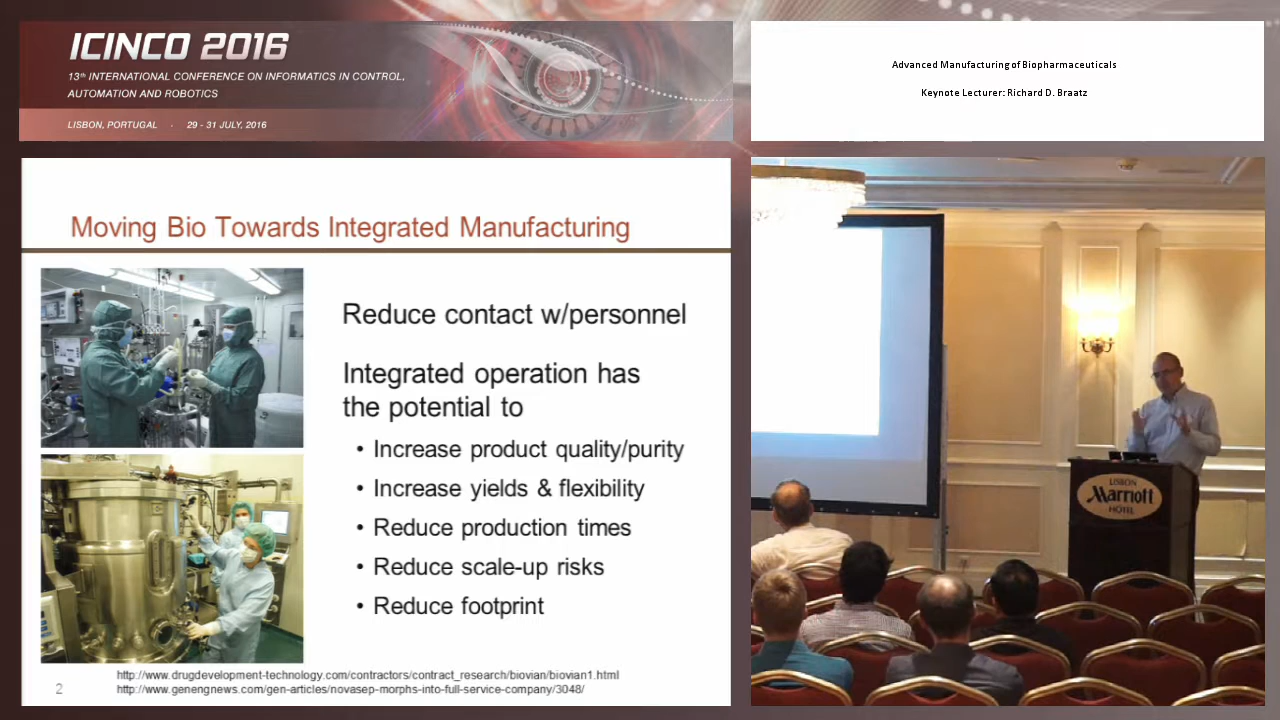 ICINCO 2016
13th INTERNATIONAL CONFERENCE ON INFORMATICS IN CONTROL,
AUTOMATION AND ROBOTICS
LISBON, PORTUGAL · 29 - 31 JULY, 2016
Advanced Manufacturing of Biopharmaceuticals
Keynote Lecturer: Richard D. Braatz
Moving Bio Towards Integrated Manufacturing
Reduce contact w/personnel
Integrated operation has
the potential to
• Increase product quality/purity
• Increase yields & flexibility
• Reduce production times
• Reduce scale-up risks
• Reduce footprint
http://www.drugdevelopment-technology.com/contractors/contract_research/biovian/biovian1.html
2 http://www.genengnews.com/gen-articles/novasep-morphs-into-full-service-company/3048/
LISBON
Marriott
HOTEL